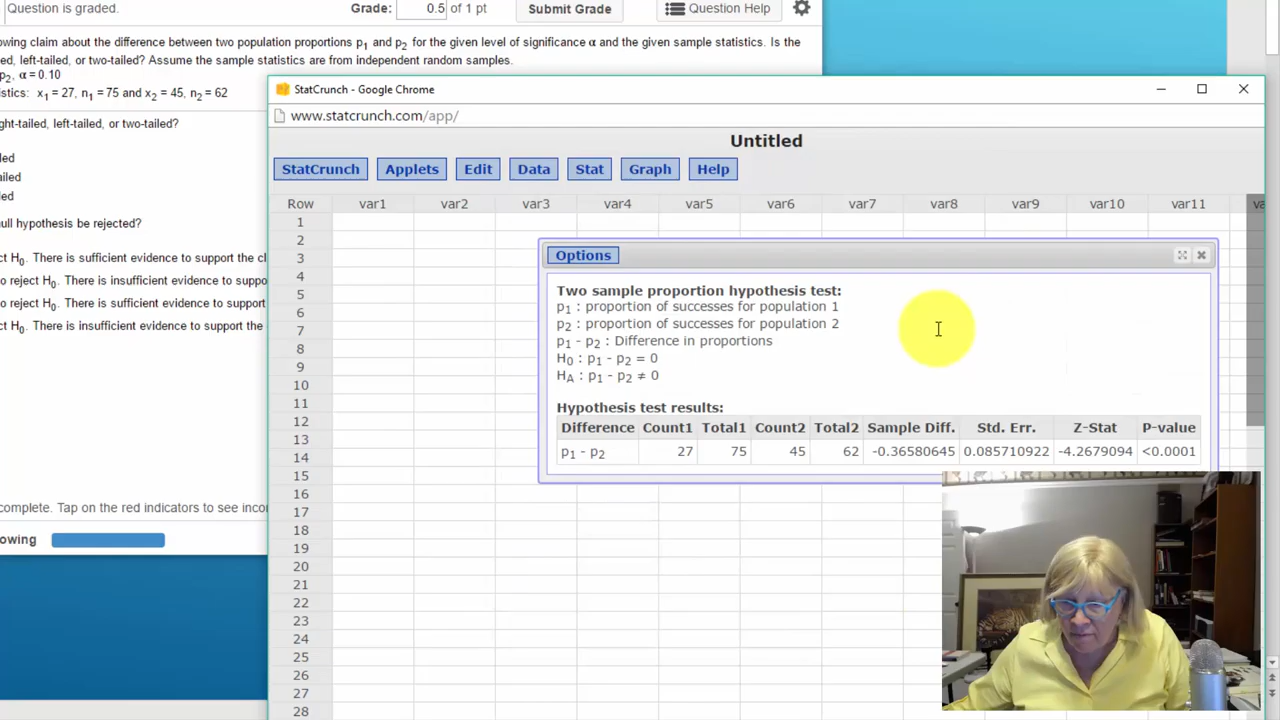 Question is graded.
Grade: 0.5 of 1 pt
Submit Grade
Question Help
owing claim about the difference between two population proportions p1 and p2 for the given level of significance α and the given sample statistics. Is the
ailed, left-tailed, or two-tailed? Assume the sample statistics are from independent random samples.
p2, α = 0.10
istics: x1 = 27, n1 = 75 and x2 = 45, n2 = 62
ght-tailed, left-tailed, or two-tailed?
ed
ailed
ed
ull hypothesis be rejected?
ct H0. There is sufficient evidence to support the cl
o reject H0. There is insufficient evidence to suppo
o reject H0. There is sufficient evidence to support
ct H0. There is insufficient evidence to support the
omplete. Tap on the red indicators to see inco
owing
StatCrunch - Google Chrome
www.statcrunch.com/app/
Untitled
StatCrunch Applets Edit Data Stat Graph Help
Row var1 var2 var3 var4 var5 var6 var7 var8 var9 var10 var11 va
1
2
3
4
5
6
7
8
9
10
11
12
13
14
15
16
17
18
19
20
21
22
23
24
25
26
27
28
Options
Two sample proportion hypothesis test:
p1 : proportion of successes for population 1
p2 : proportion of successes for population 2
p1 - p2 : Difference in proportions
H0 : p1 - p2 = 0
HA : p1 - p2 ≠ 0
Hypothesis test results:
Difference Count1 Total1 Count2 Total2 Sample Diff. Std. Err. Z-Stat P-value
p1 - p2 27 75 45 62 -0.36580645 0.085710922 -4.2679094 <0.0001